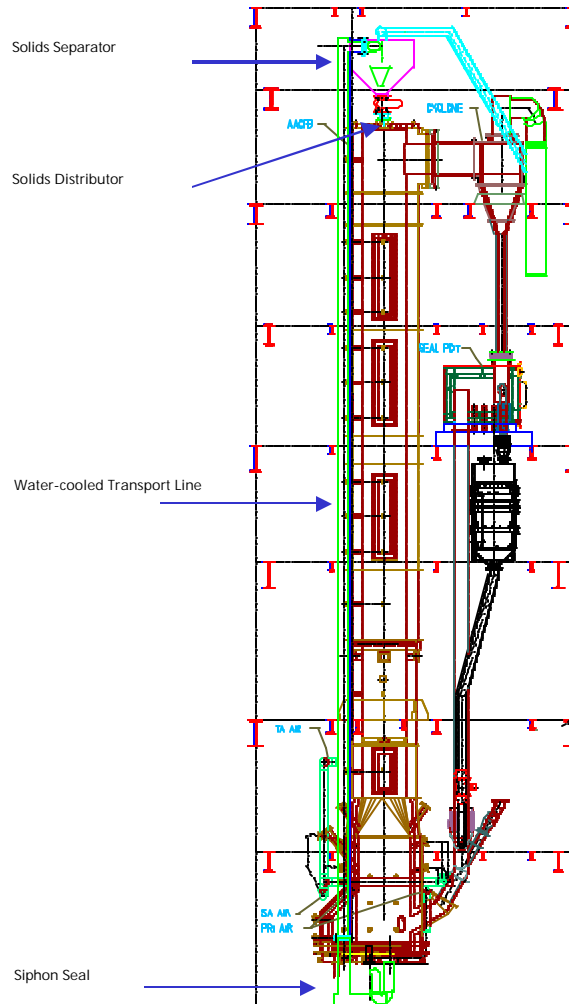 Solids Separator
CYCLONE
AACFB
Solids Distributor
SEAL POT
Water-cooled Transport Line
TA AIR
SA AIR
PRI AIR
Siphon Seal